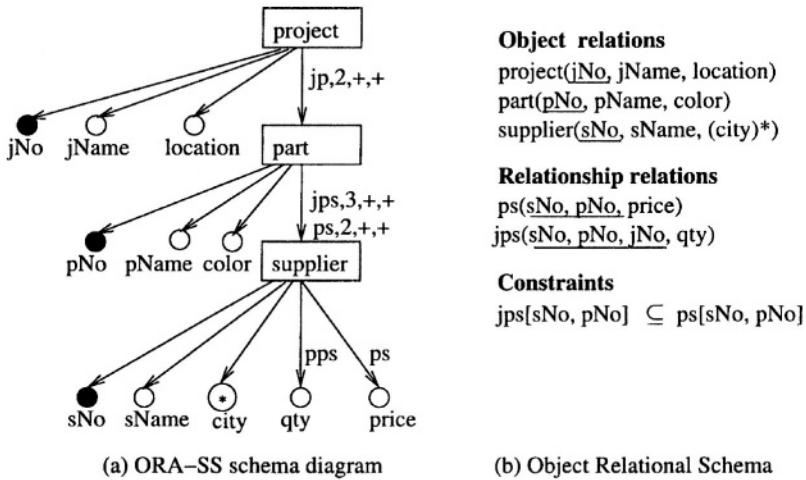 project
jp,2,+,+
jNo
jName
location
part
jps,3,+,+
ps,2,+,+
pNo
pName
color
supplier
pps
ps
*
sNo
sName
city
qty
price
(a) ORA–SS schema diagram
Object relations
project(jNo, jName, location)
part(pNo, pName, color)
supplier(sNo, sName, (city)*)
Relationship relations
ps(sNo, pNo, price)
jps(sNo, pNo, jNo, qty)
Constraints
jps[sNo, pNo] ⊆ ps[sNo, pNo]
(b) Object Relational Schema